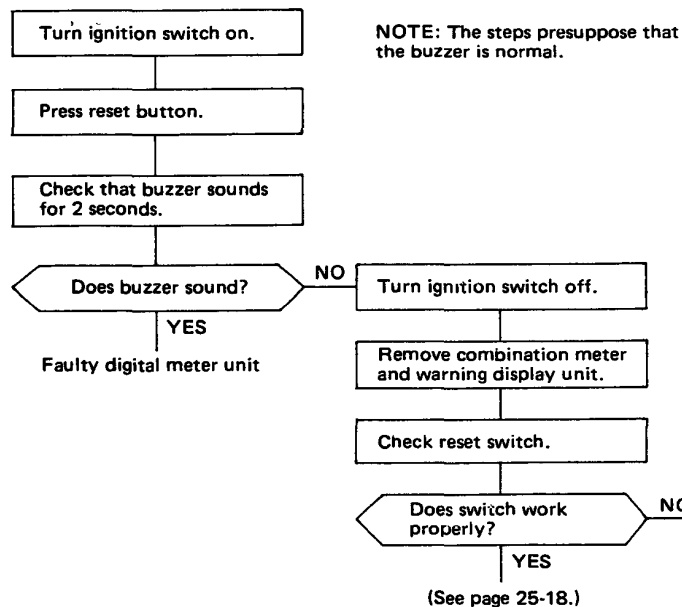 Turn ignition switch on.
NOTE: The steps presuppose that
the buzzer is normal.
Press reset button.
Check that buzzer sounds
for 2 seconds.
Does buzzer sound?
NO
Turn ignition switch off.
YES
Faulty digital meter unit
Remove combination meter
and warning display unit.
Check reset switch.
Does switch work
properly?
NO
YES
(See page 25-18.)